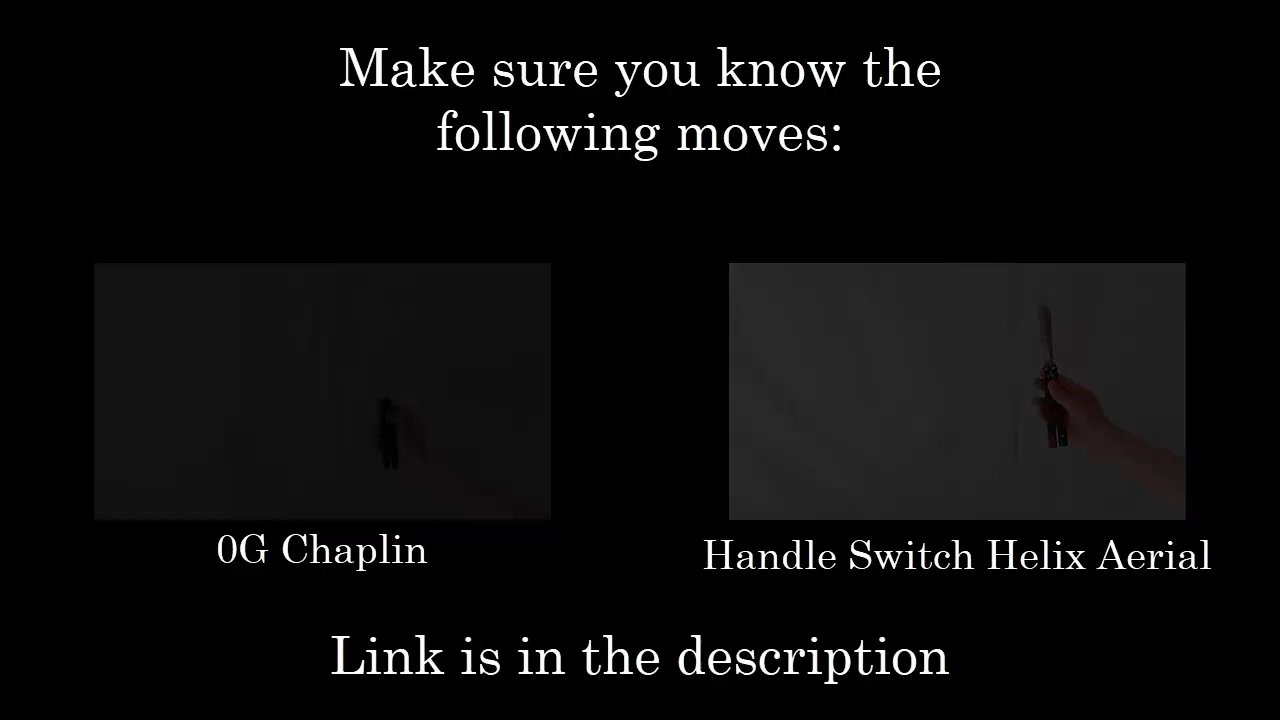 Make sure you know the
following moves:
0G Chaplin
Handle Switch Helix Aerial
Link is in the description